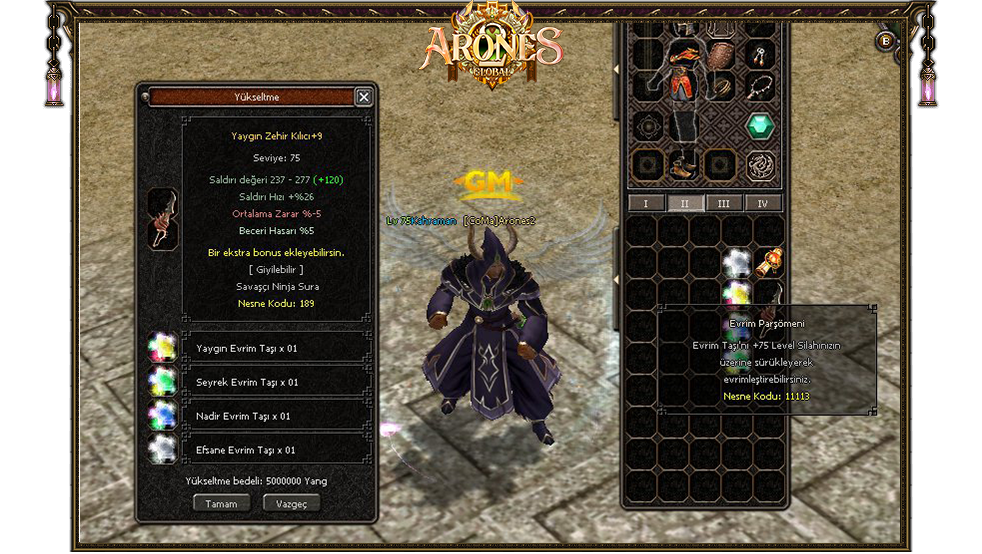 ARONES
GLOBAL
B
Yükseltme
Yaygın Zehir Kılıcı+9
Seviye: 75
Saldırı değeri 237 - 277 (+120)
Saldırı Hızı +%26
Ortalama Zarar %-5
Beceri Hasarı %5
Bir ekstra bonus ekleyebilirsin.
[ Giyilebilir ]
Savaşçı Ninja Sura
Nesne Kodu: 189
Yaygın Evrim Taşı x 01
Seyrek Evrim Taşı x 01
Nadir Evrim Taşı x 01
Efsane Evrim Taşı x 01
Yükseltme bedeli: 5000000 Yang
Tamam Vazgeç
GM
Lv 75 Kahraman [CoMa]Arones2
I II III IV
Evrim Parşömeni
Evrim Taşı'nı +75 Level Silahınızın
üzerine sürükleyerek
evrimleştirebilirsiniz.
Nesne Kodu: 11113